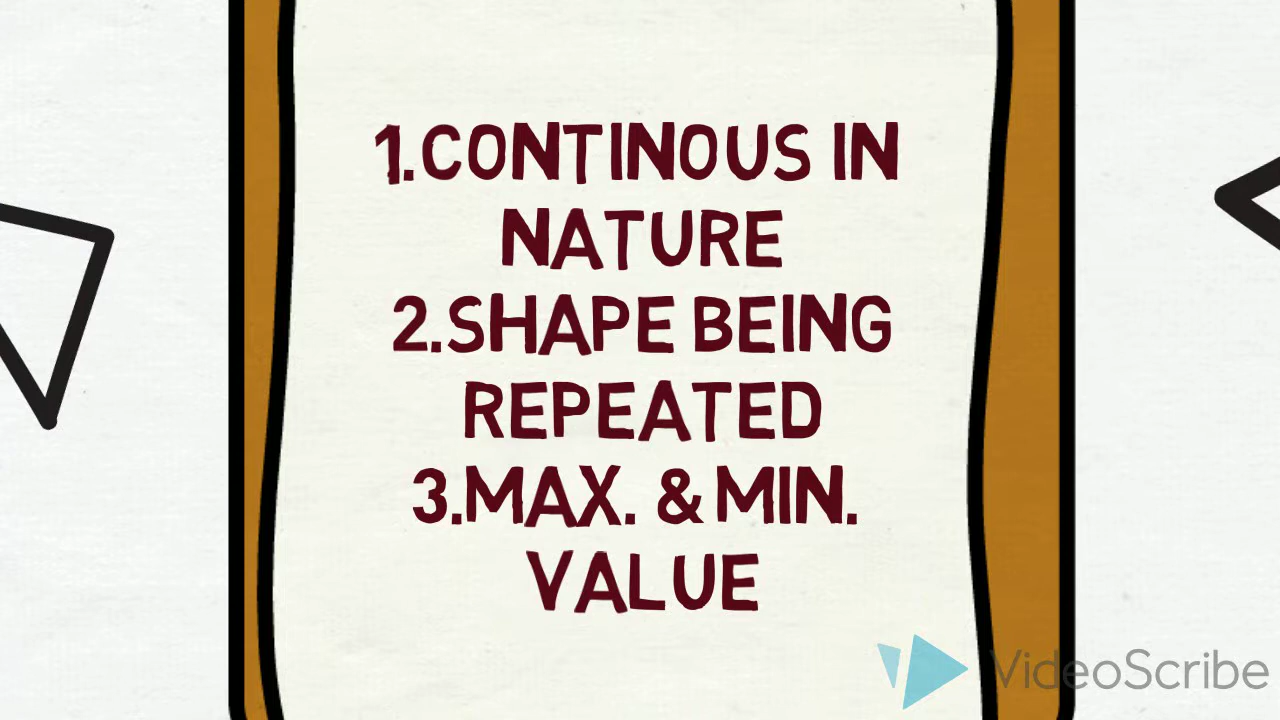 1.CONTINOUS IN
NATURE
2.SHAPE BEING
REPEATED
3.MAX. & MIN.
VALUE
VideoScribe